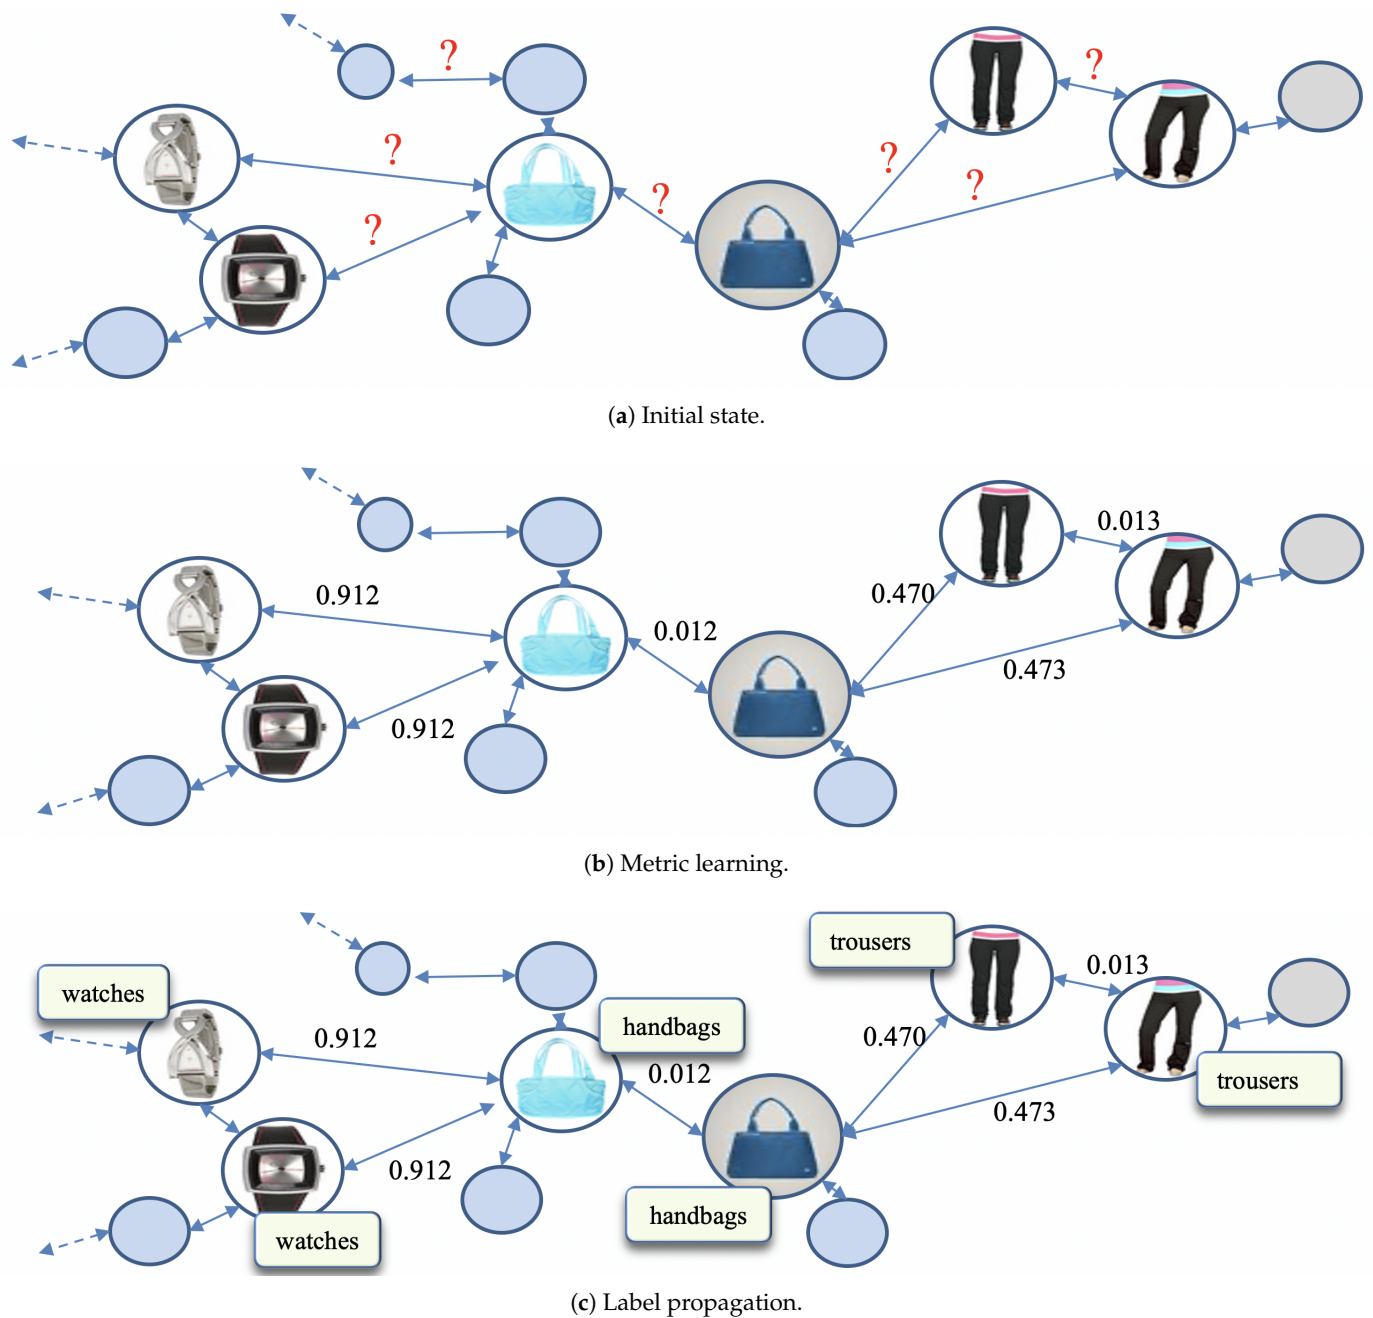 ?
?
?
?
?
?
?
(a) Initial state.
0.013
0.912
0.470
0.012
0.473
0.912
(b) Metric learning.
trousers
0.013
watches
handbags
0.912
0.470
0.012
trousers
0.473
0.912
handbags
watches
(c) Label propagation.